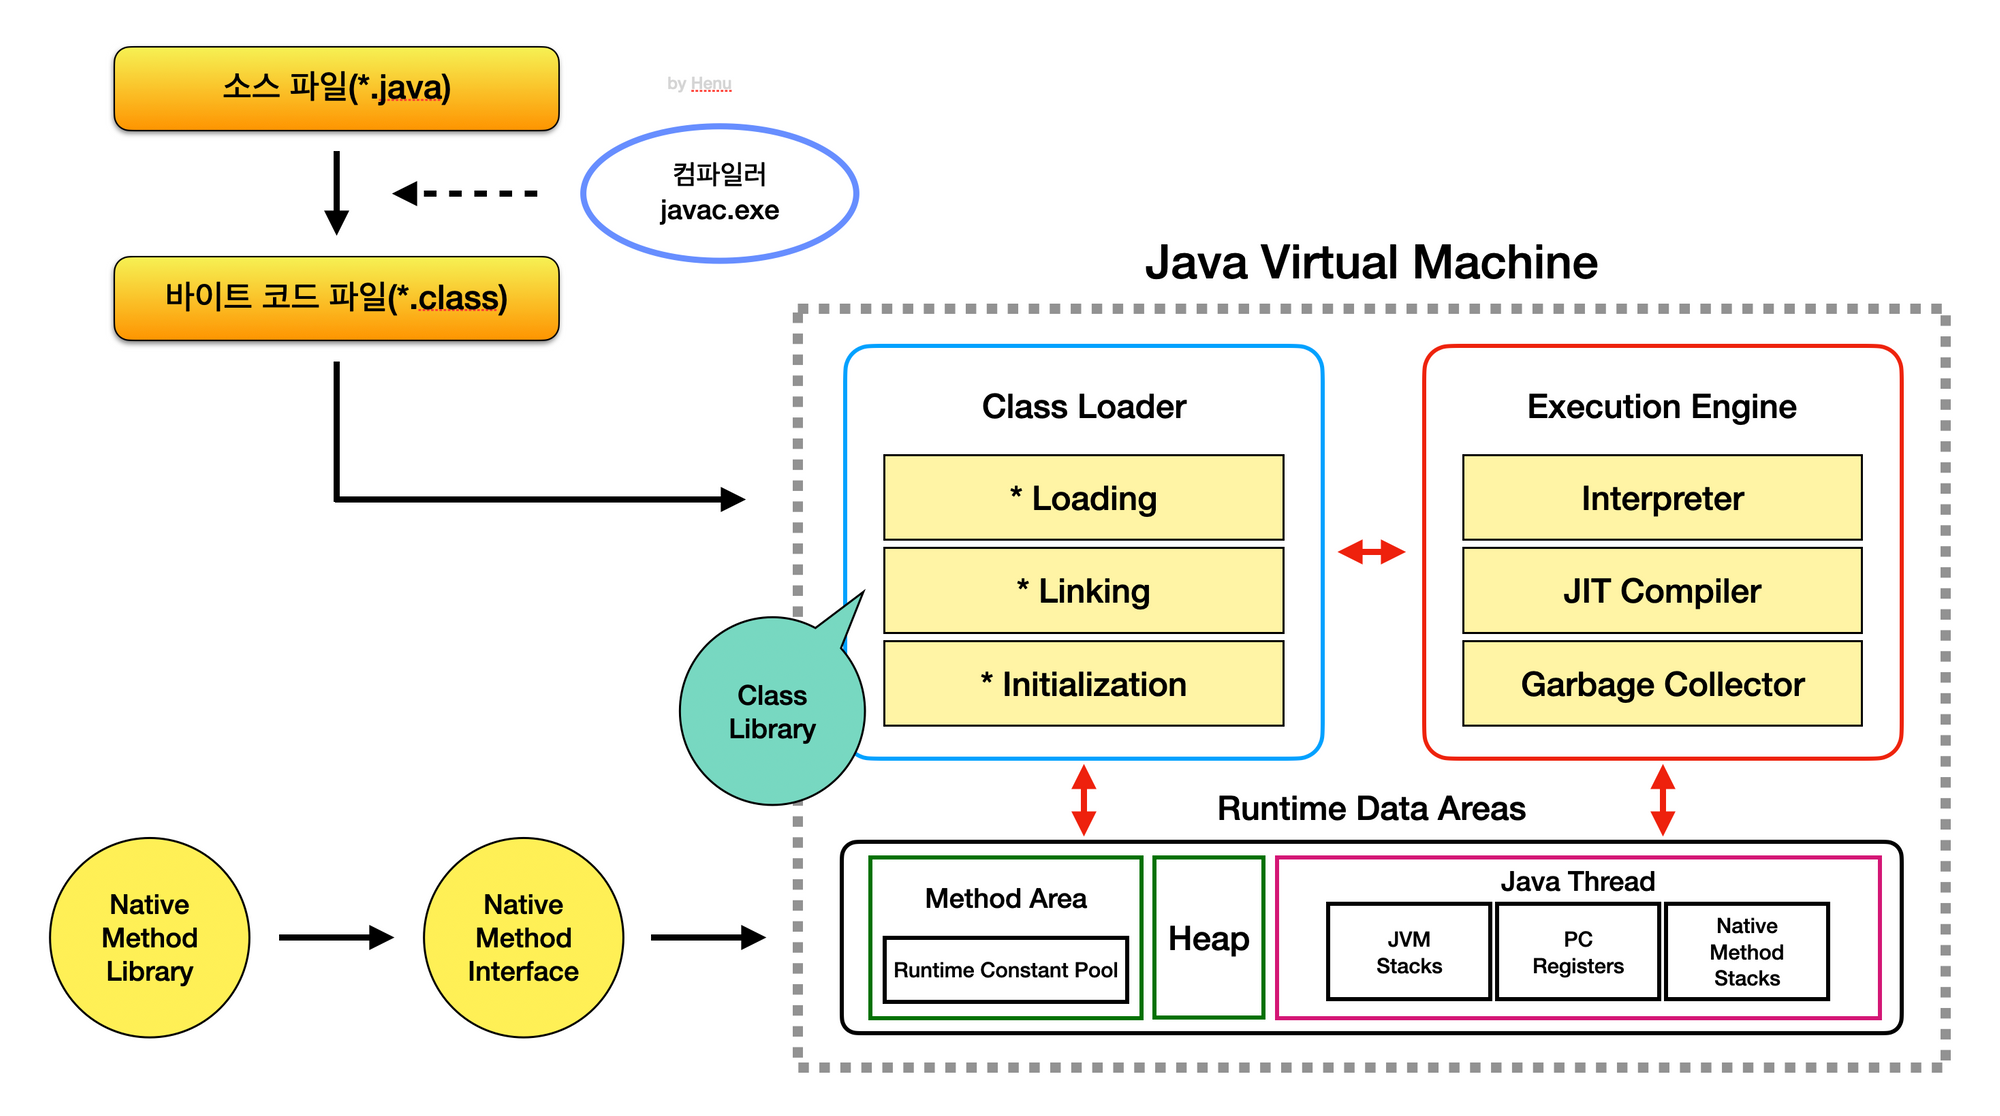 소스 파일(*.java)
by Henu
컴파일러
javac.exe
바이트 코드 파일(*.class)
Java Virtual Machine
Class Loader
* Loading
* Linking
* Initialization
Execution Engine
Interpreter
JIT Compiler
Garbage Collector
Class
Library
Runtime Data Areas
Native
Method
Library
Native
Method
Interface
Method Area
Runtime Constant Pool
Heap
Java Thread
JVM
Stacks
PC
Registers
Native
Method
Stacks